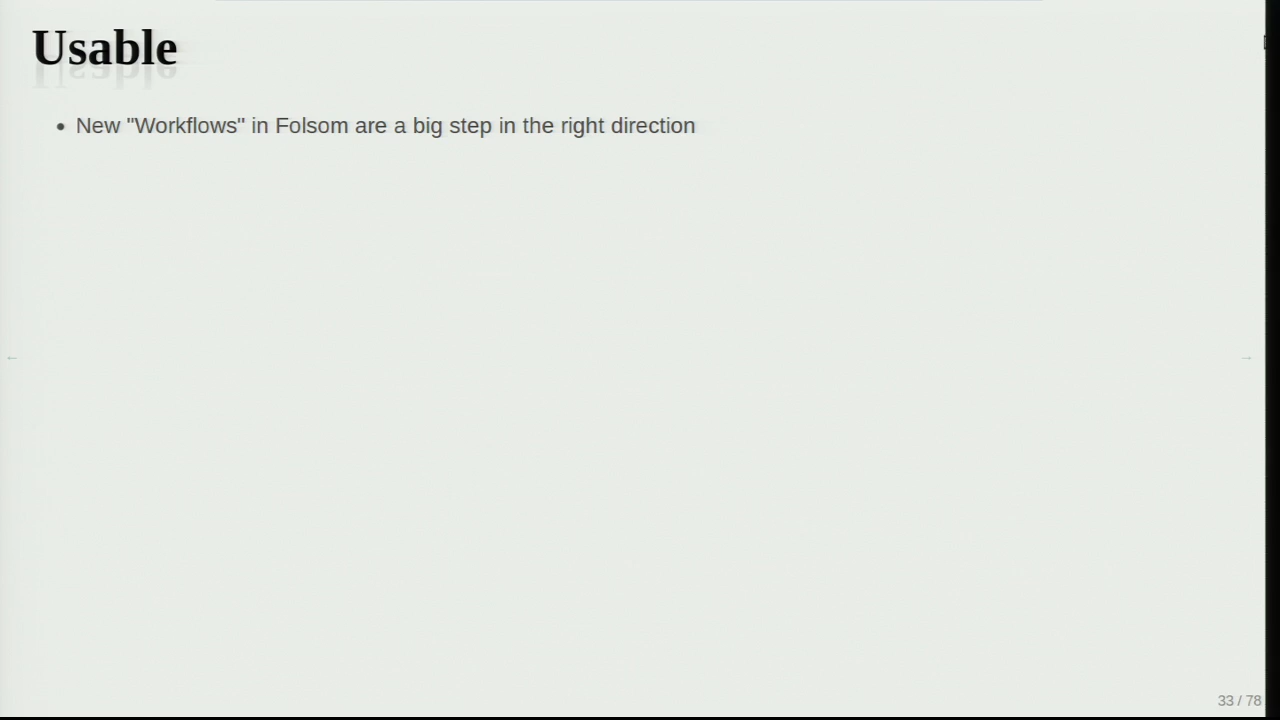 Usable
• New "Workflows" in Folsom are a big step in the right direction
←
→
33 / 78